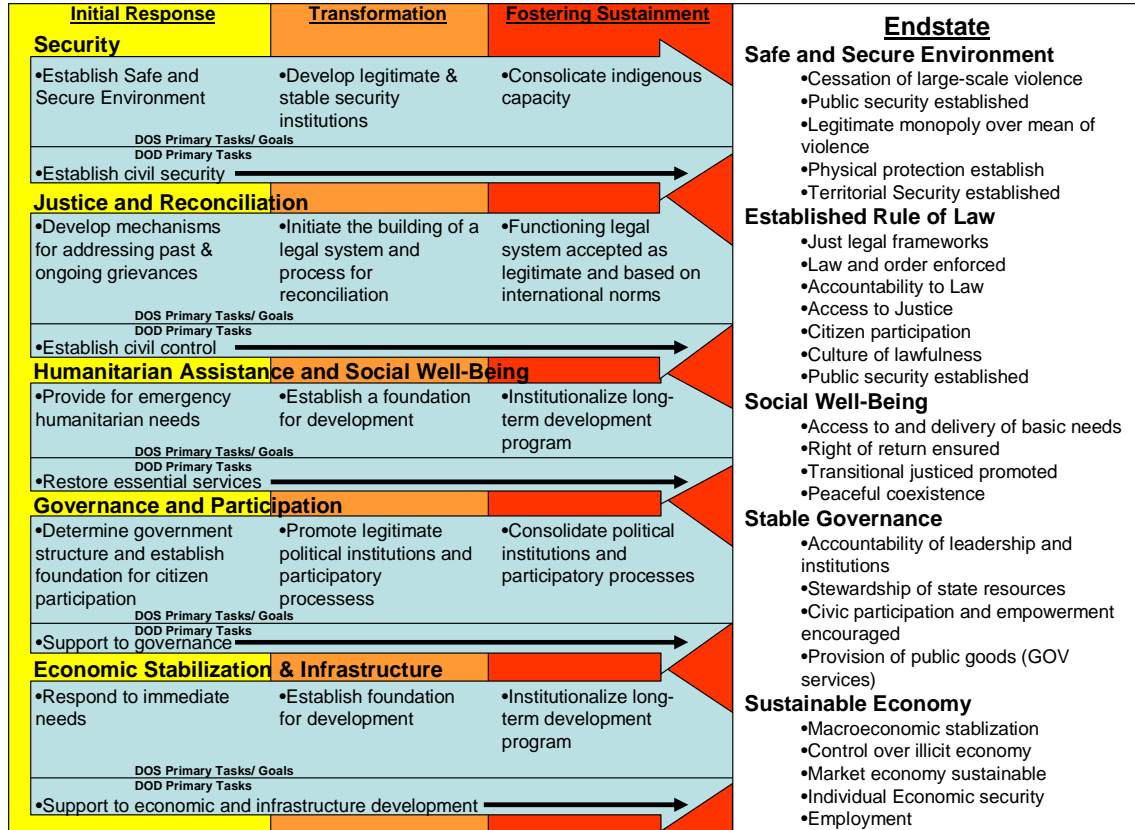 Initial Response
Transformation
Fostering Sustainment
Security
•Establish Safe and
Secure Environment
•Develop legitimate &
stable security
institutions
•Consolicate indigenous
capacity
DOS Primary Tasks/ Goals
DOD Primary Tasks
•Establish civil security
Justice and Reconciliation
•Develop mechanisms
for addressing past &
ongoing grievances
•Initiate the building of a
legal system and
process for
reconciliation
•Functioning legal
system accepted as
legitimate and based on
international norms
DOS Primary Tasks/ Goals
DOD Primary Tasks
•Establish civil control
Humanitarian Assistance and Social Well-Being
•Provide for emergency
humanitarian needs
•Establish a foundation
for development
•Institutionalize long-
term development
program
DOS Primary Tasks/ Goals
DOD Primary Tasks
•Restore essential services
Governance and Participation
•Determine government
structure and establish
foundation for citizen
participation
•Promote legitimate
political institutions and
participatory
processess
•Consolidate political
institutions and
participatory processes
DOS Primary Tasks/ Goals
DOD Primary Tasks
•Support to governance
Economic Stabilization & Infrastructure
•Respond to immediate
needs
•Establish foundation
for development
•Institutionalize long-
term development
program
DOS Primary Tasks/ Goals
DOD Primary Tasks
•Support to economic and infrastructure development
Endstate
Safe and Secure Environment
•Cessation of large-scale violence
•Public security established
•Legitimate monopoly over mean of
violence
•Physical protection establish
•Territorial Security established
Established Rule of Law
•Just legal frameworks
•Law and order enforced
•Accountability to Law
•Access to Justice
•Citizen participation
•Culture of lawfulness
•Public security established
Social Well-Being
•Access to and delivery of basic needs
•Right of return ensured
•Transitional justiced promoted
•Peaceful coexistence
Stable Governance
•Accountability of leadership and
institutions
•Stewardship of state resources
•Civic participation and empowerment
encouraged
•Provision of public goods (GOV
services)
Sustainable Economy
•Macroeconomic stablization
•Control over illicit economy
•Market economy sustainable
•Individual Economic security
•Employment